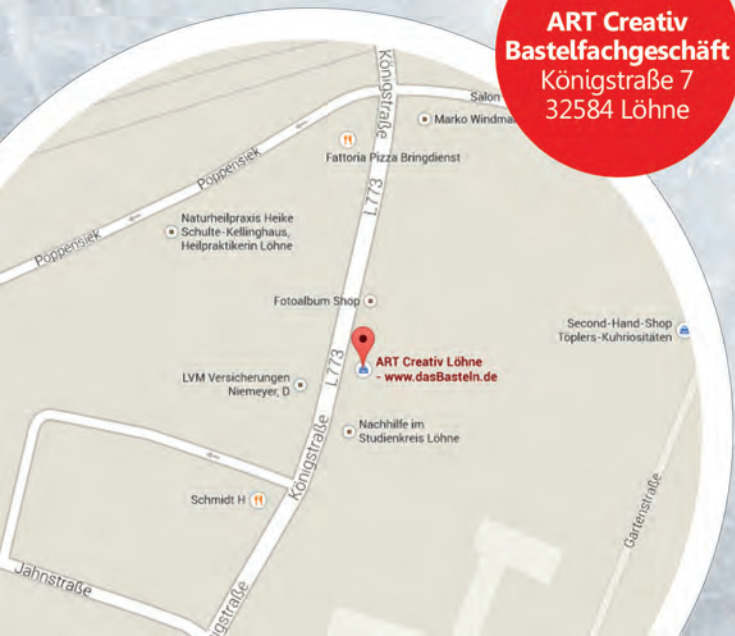 ART Creativ
Bastelfachgeschäft
Königstraße 7
32584 Löhne
Königstraße
Salon
Marko
Fattoria Pizza Bringdienst
Poppensiek
L773
Naturheilpraxis Heike
Schulte-Kellinghaus,
Heilpraktikerin Löhne
Poppensiek
Fotoalbum Shop
Second-Hand-Shop
Töplers-Kuhriositäten
L773
ART Creativ Löhne
- www.dasBasteln.de
LVM Versicherungen
Niemeyer, D
Nachhilfe im
Studienkreis Löhne
Königstraße
Schmidt H
Gartenstraße
Jahnstraße